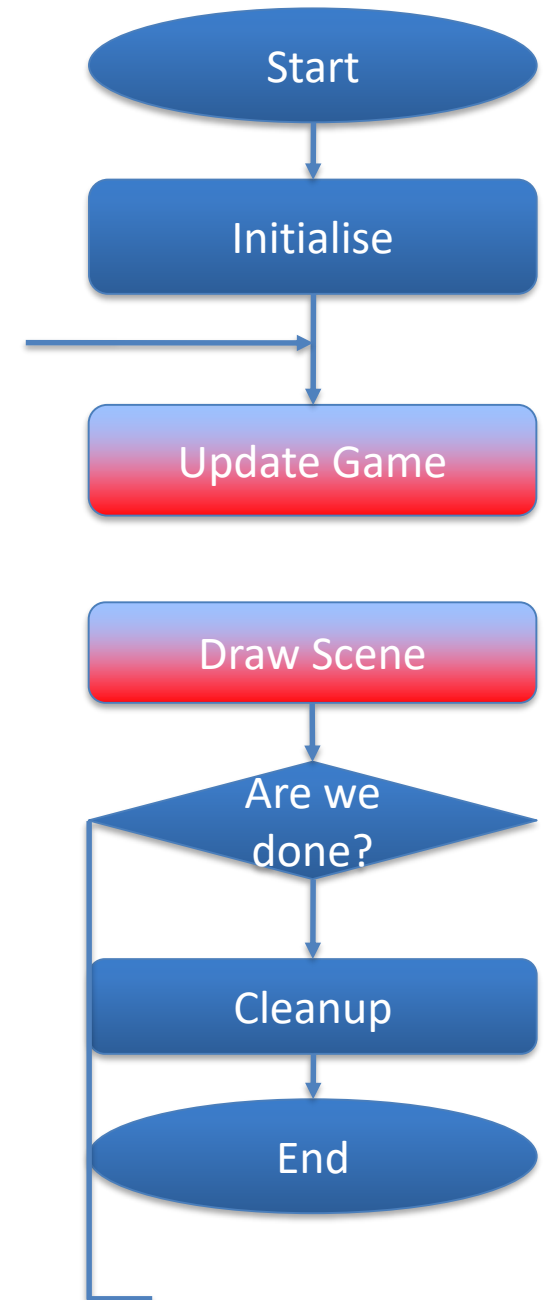 Start
Initialise
Update Game
Draw Scene
Are we
done?
Cleanup
End